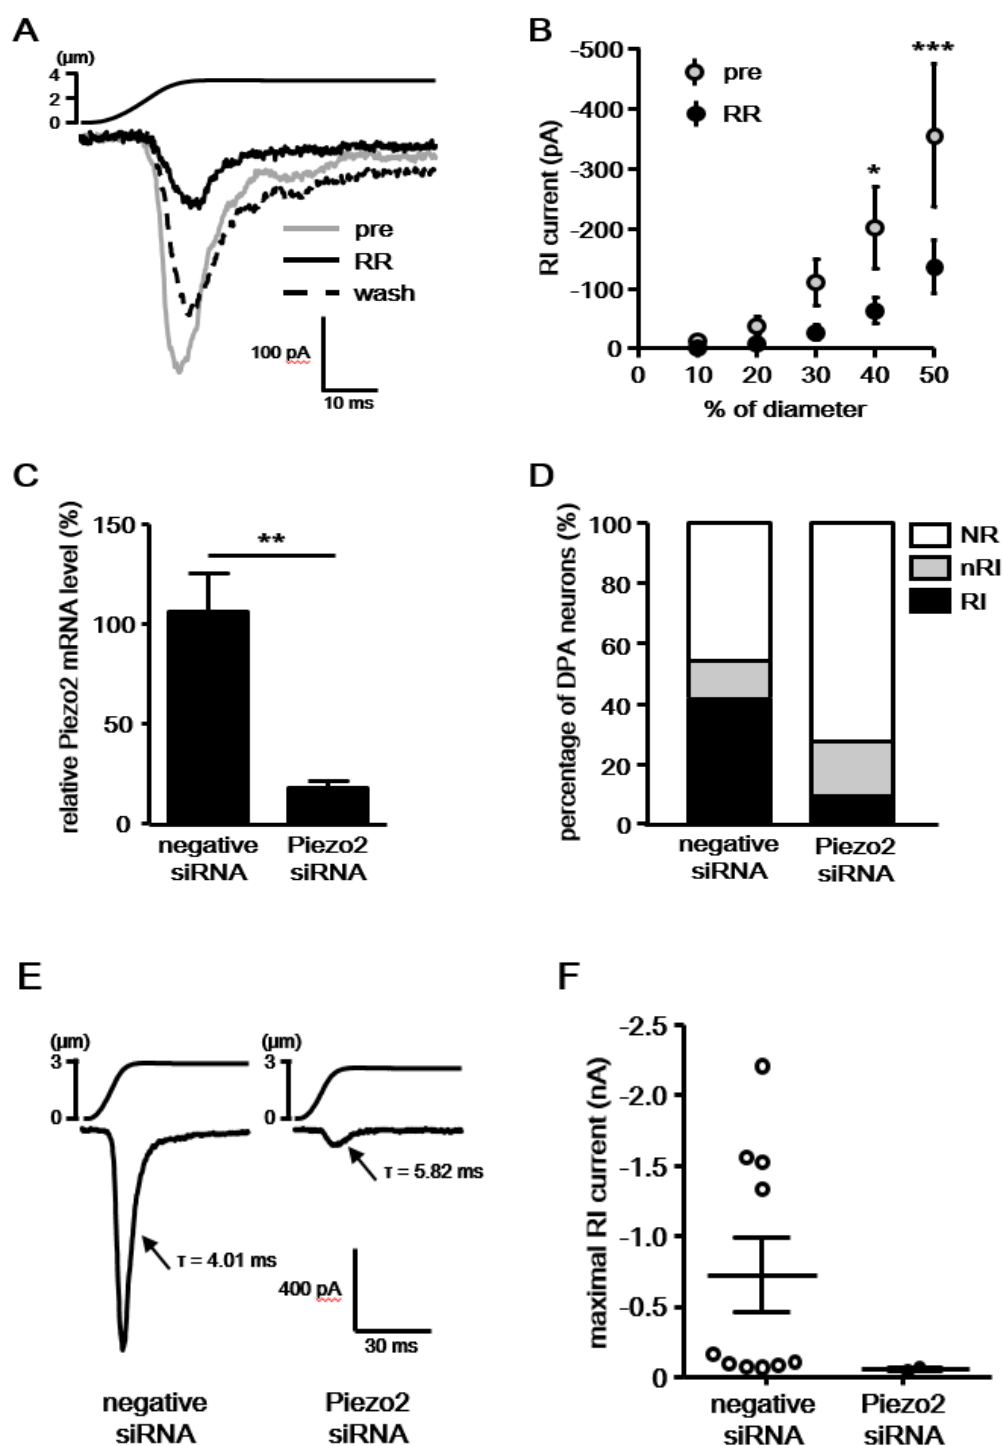 A
(µm)
4
2
0
pre
RR
wash
100 pA
10 ms
B
RI current (pA)
-500
-400
-300
-200
-100
0
pre
RR
*
***
0 10 20 30 40 50
% of diameter
C
relative Piezo2 mRNA level (%)
150
100
50
0
**
negative
siRNA
Piezo2
siRNA
D
percentage of DPA neurons (%)
100
80
60
40
20
0
NR
nRI
RI
negative
siRNA
Piezo2
siRNA
E
(µm)
3
0
τ = 4.01 ms
(µm)
3
0
τ = 5.82 ms
400 pA
30 ms
negative
siRNA
Piezo2
siRNA
F
maximal RI current (nA)
-2.5
-2.0
-1.5
-1.0
-0.5
0
negative
siRNA
Piezo2
siRNA